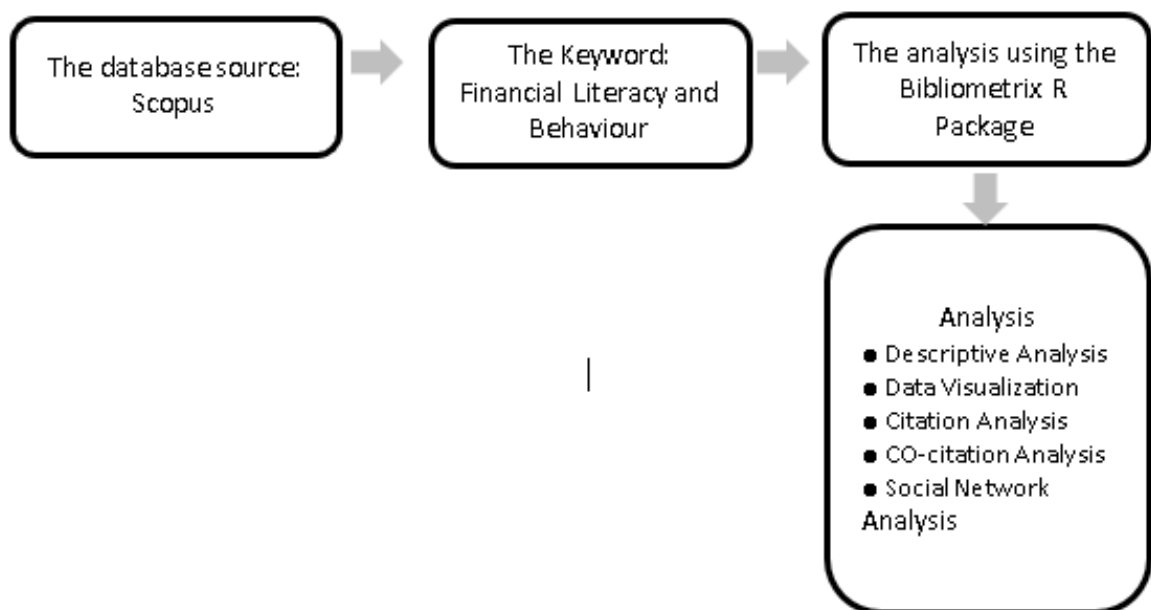 The database source:
Scopus
The Keyword:
Financial Literacy and
Behaviour
The analysis using the
Bibliometrix R
Package
Analysis
● Descriptive Analysis
● Data Visualization
● Citation Analysis
● CO-citation Analysis
● Social Network
Analysis